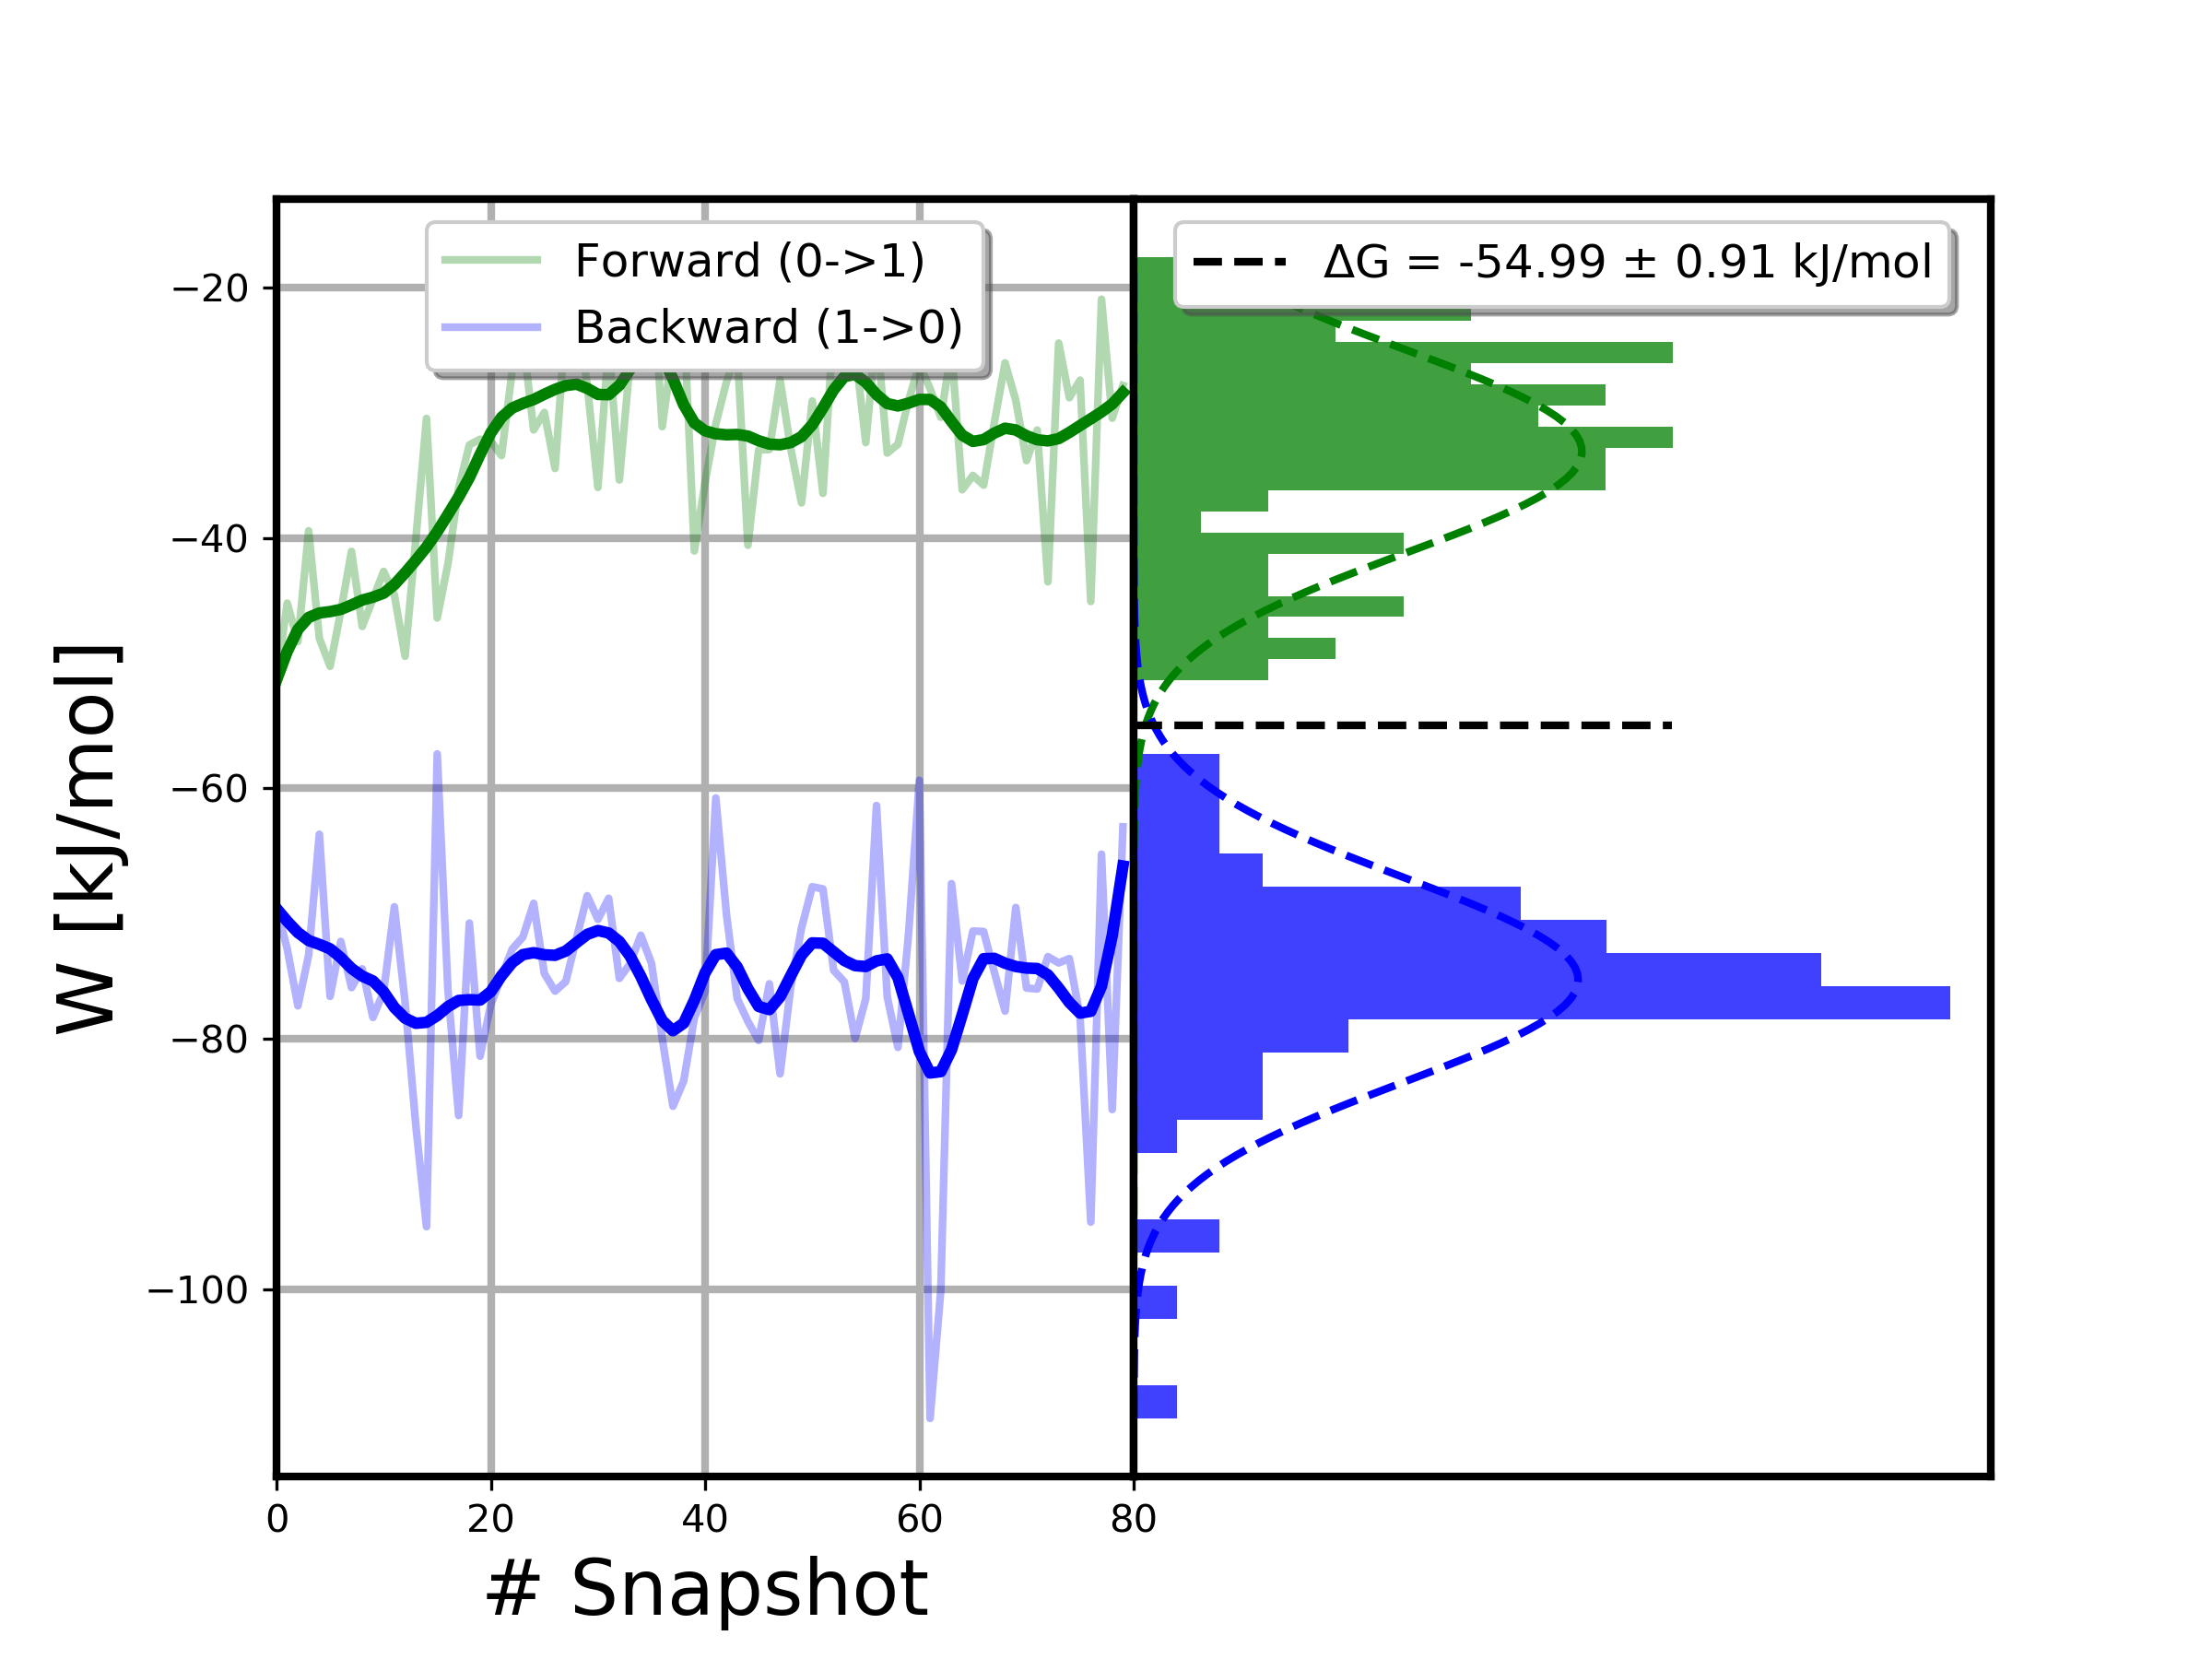 Forward (0->1)
Backward (1->0)
ΔG = -54.99 ± 0.91 kJ/mol
−20
−40
−60
−80
−100
W [kJ/mol]
0 20 40 60 80
# Snapshot